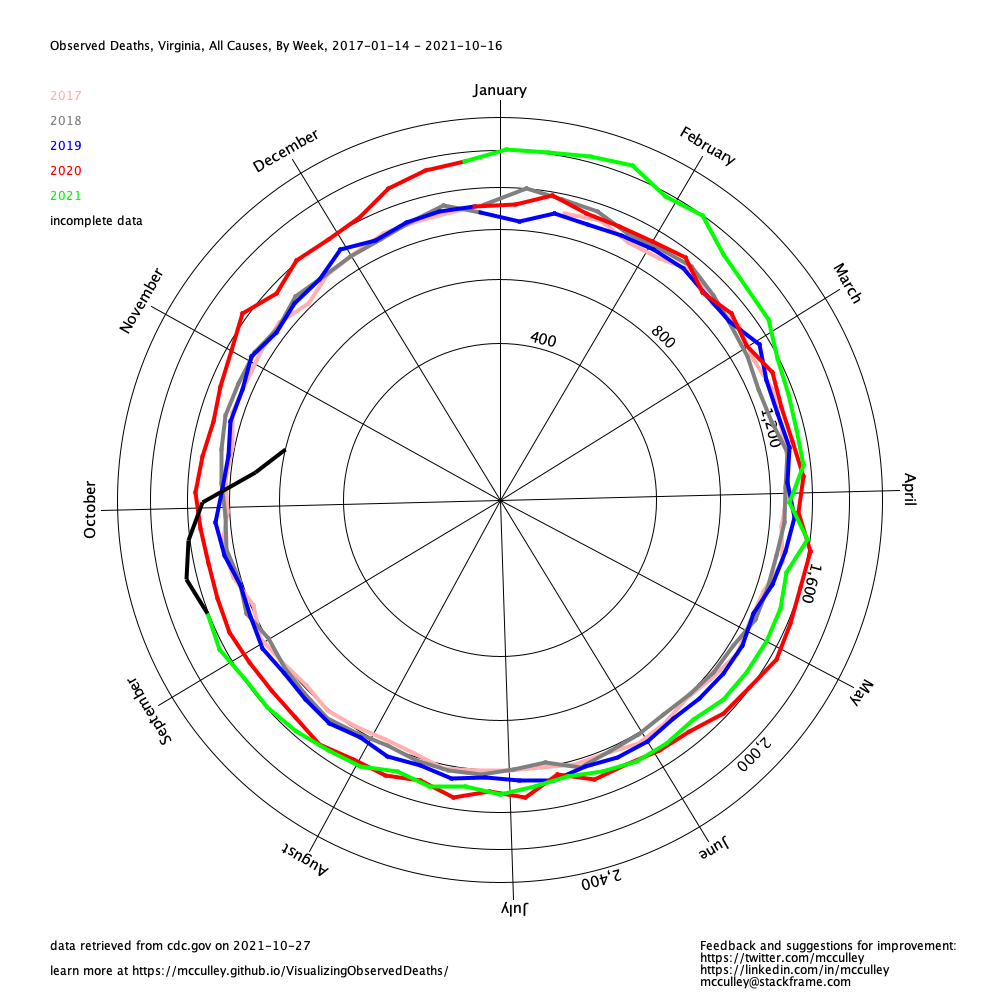 Observed Deaths, Virginia, All Causes, By Week, 2017-01-14 - 2021-10-16
2017
2018
2019
2020
2021
incomplete data
January
February
March
April
May
June
July
August
September
October
November
December
400
800
1,200
1,600
2,000
2,400
data retrieved from cdc.gov on 2021-10-27
learn more at https://mcculley.github.io/VisualizingObservedDeaths/
Feedback and suggestions for improvement:
https://twitter.com/mcculley
https://linkedin.com/in/mcculley
mcculley@stackframe.com